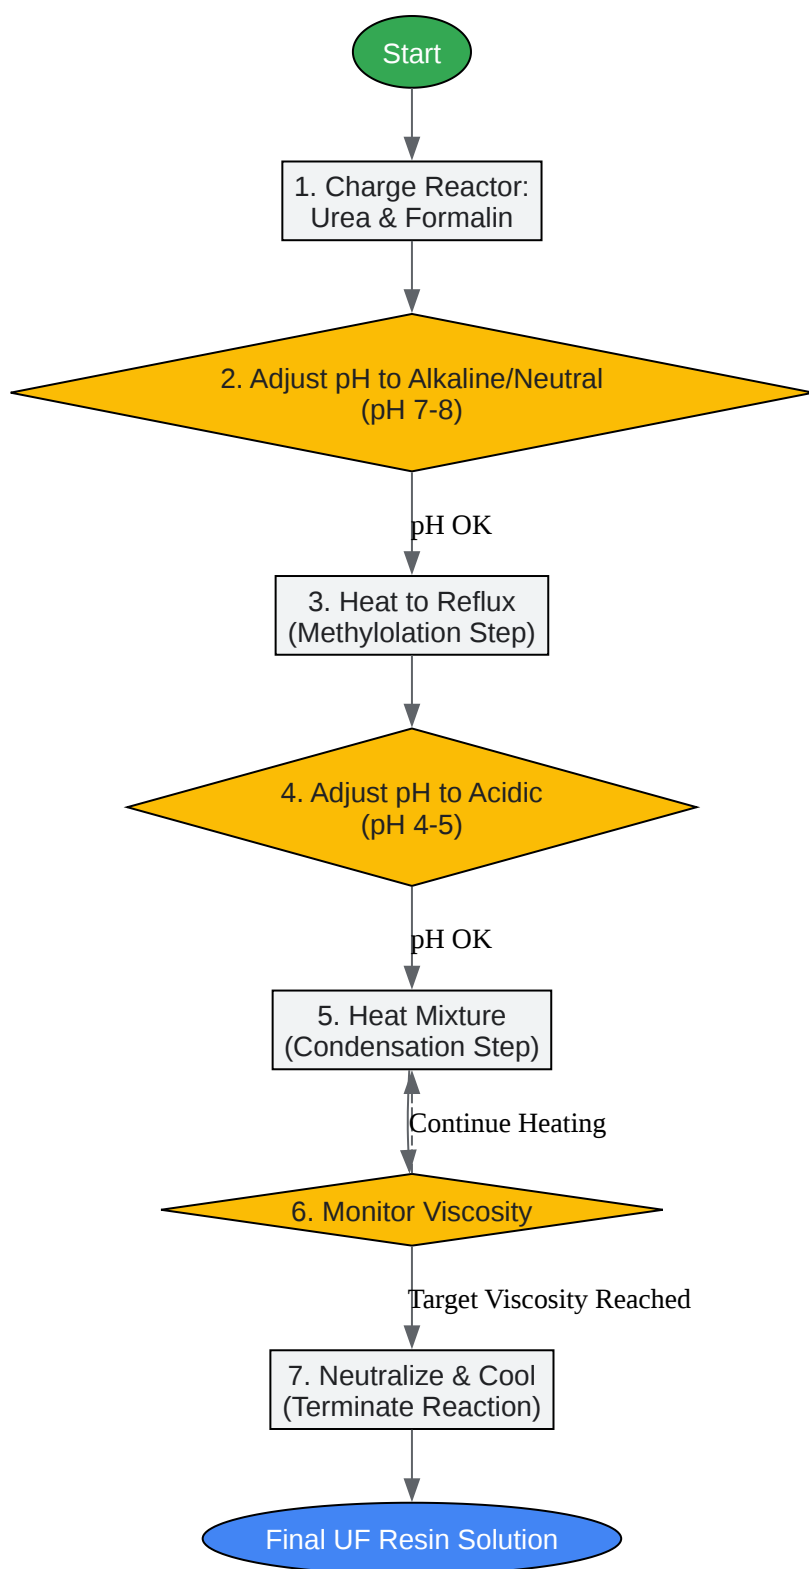 Start
1. Charge Reactor:
Urea & Formalin
2. Adjust pH to Alkaline/Neutral
(pH 7-8)
pH OK
3. Heat to Reflux
(Methylolation Step)
4. Adjust pH to Acidic
(pH 4-5)
pH OK
5. Heat Mixture
(Condensation Step)
Continue Heating
6. Monitor Viscosity
Target Viscosity Reached
7. Neutralize & Cool
(Terminate Reaction)
Final UF Resin Solution